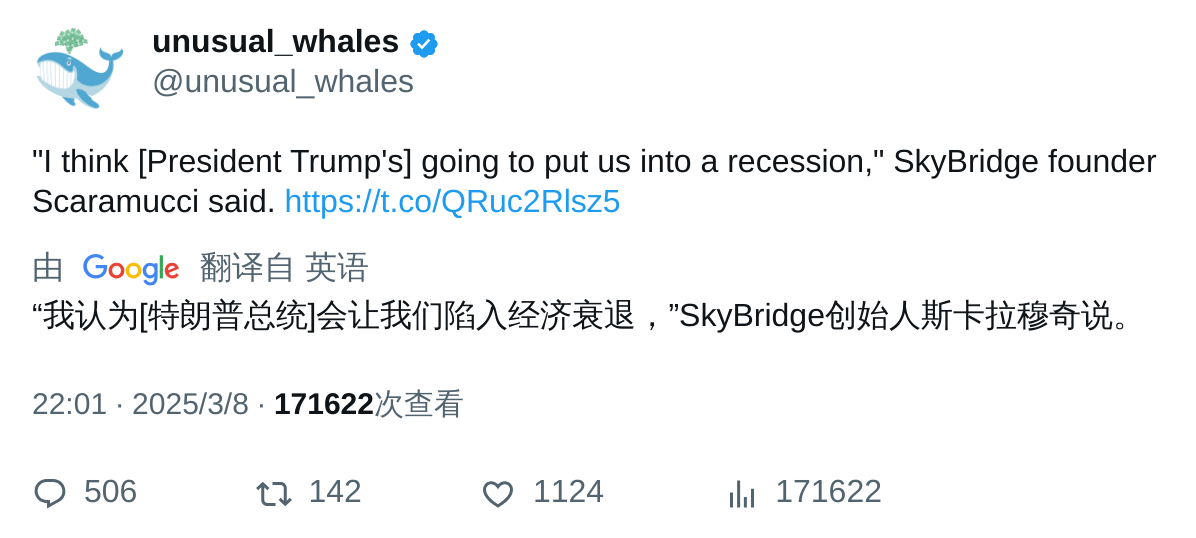 unusual_whales
@unusual_whales
"I think [President Trump's] going to put us into a recession," SkyBridge founder
Scaramucci said. https://t.co/QRuc2Rlsz5
由 Google 翻译自 英语
“我认为[特朗普总统]会让我们陷入经济衰退，”SkyBridge创始人斯卡拉穆奇说。
22:01 · 2025/3/8 · 171622次查看
506 142 1124 171622